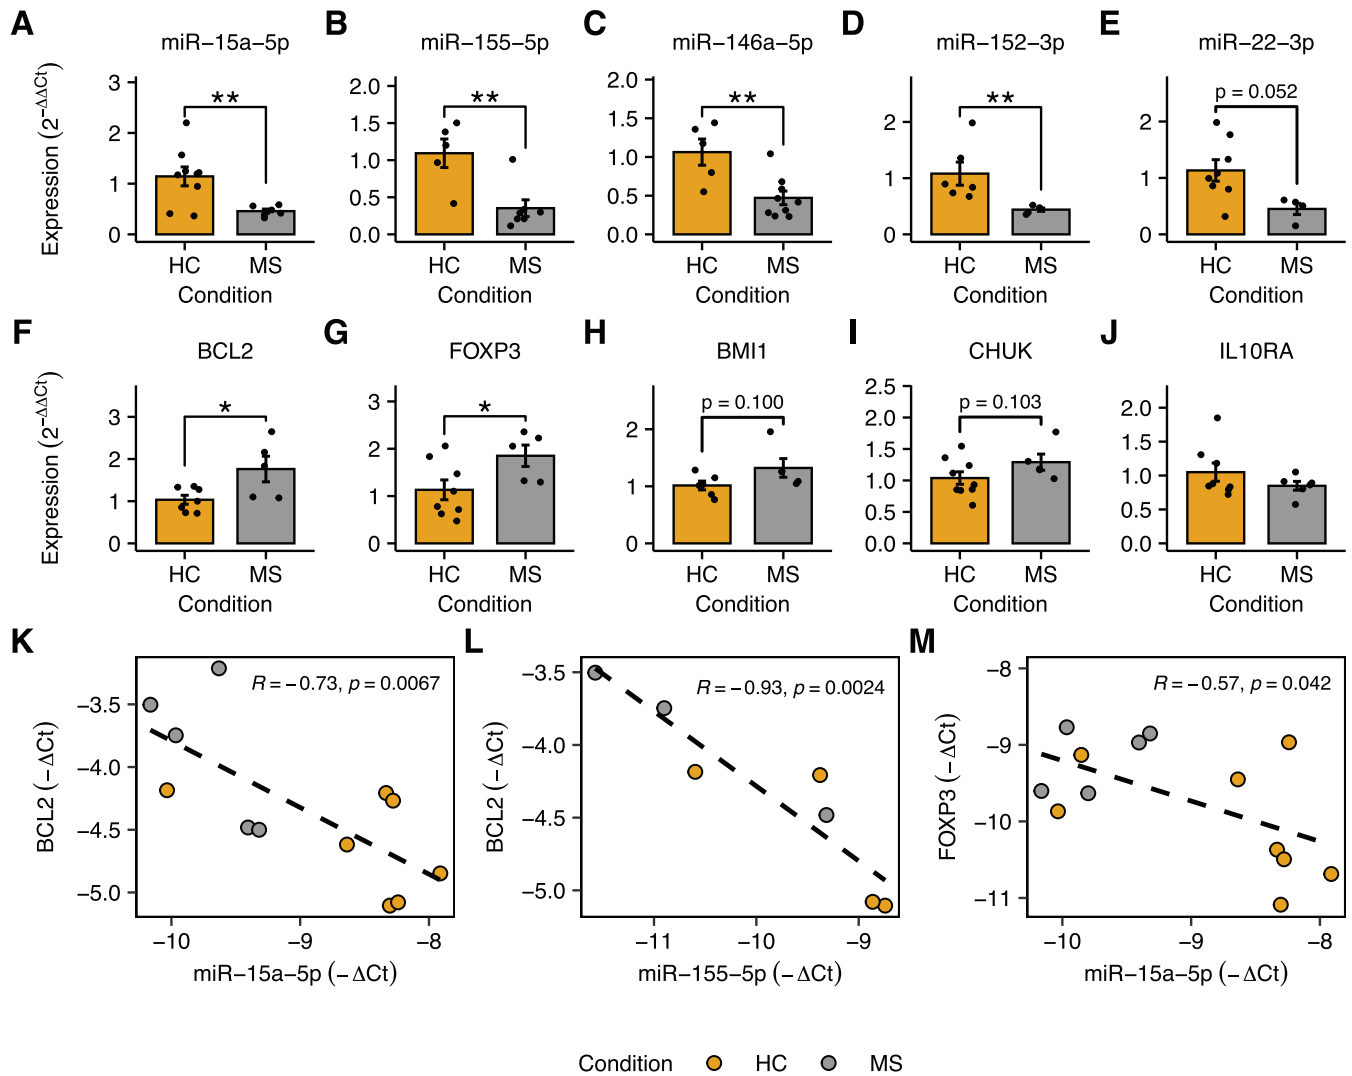 A B C D E
miR−15a−5p miR−155−5p miR−146a−5p miR−152−3p miR−22−3p
Expression (2^−ΔΔCt)
3 2 1 0
2.0 1.5 1.0 0.5 0.0
2.0 1.5 1.0 0.5 0.0
2 1 0
2 1 0
** ** ** ** p = 0.052
HC MS HC MS HC MS HC MS HC MS
Condition Condition Condition Condition Condition
F G H I J
BCL2 FOXP3 BMI1 CHUK IL10RA
Expression (2^−ΔΔCt)
3 2 1 0
3 2 1 0
2 1 0
2.5 2.0 1.5 1.0 0.5 0.0
2.0 1.5 1.0 0.5 0.0
* * p = 0.100 p = 0.103
HC MS HC MS HC MS HC MS HC MS
Condition Condition Condition Condition Condition
K L M
R = −0.73, p = 0.0067
BCL2 (−ΔCt)
−3.5
−4.0
−4.5
−5.0
−10 −9 −8
miR−15a−5p (−ΔCt)
R = −0.93, p = 0.0024
BCL2 (−ΔCt)
−3.5
−4.0
−4.5
−5.0
−11 −10 −9
miR−155−5p (−ΔCt)
R = −0.57, p = 0.042
FOXP3 (−ΔCt)
−8
−9
−10
−11
−10 −9 −8
miR−15a−5p (−ΔCt)
Condition HC MS